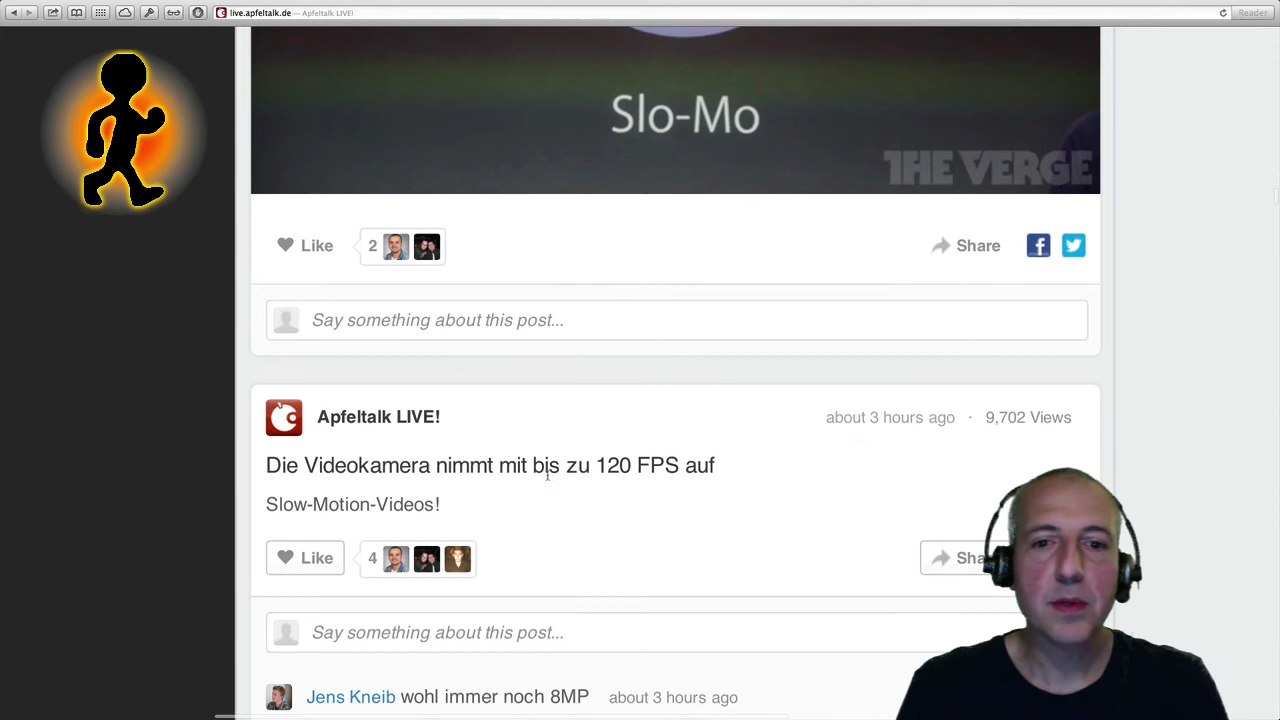 live.apfeltalk.de — Apfeltalk LIVE!
Reader
Slo-Mo
THE VERGE
Like
2
Share
Say something about this post...
Apfeltalk LIVE!
about 3 hours ago · 9,702 Views
Die Videokamera nimmt mit bis zu 120 FPS auf
Slow-Motion-Videos!
Like
4
Sha
Say something about this post...
Jens Kneib wohl immer noch 8MP about 3 hours ago